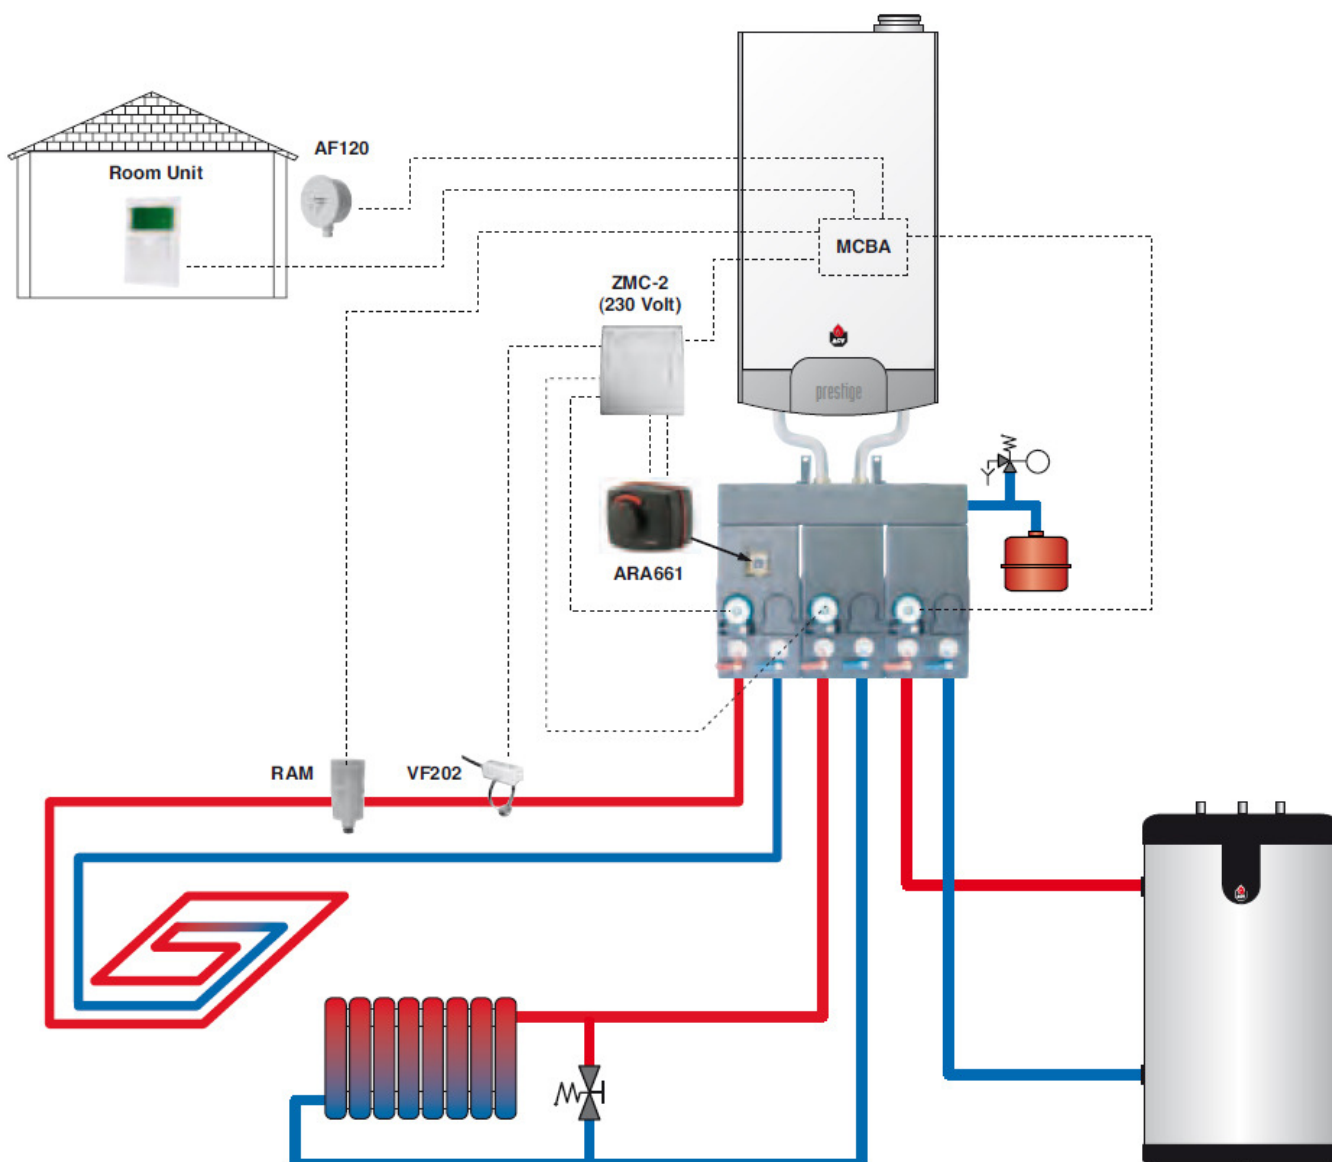 AF120
Room Unit
MCBA
ZMC-2
(230 Volt)
prestige
ARA661
RAM
VF202